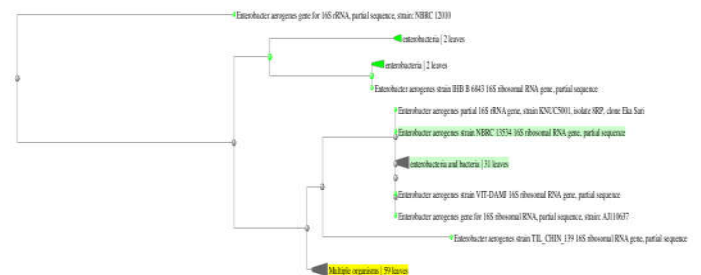 Enterobacter aerogenes gene for 16S rRNA, partial sequence, strain: NBRC 12010
enterobacteria | 2 leaves
enterobacteria | 2 leaves
Enterobacter aerogenes strain IHB B 6843 16S ribosomal RNA gene, partial sequence
Enterobacter aerogenes partial 16S rRNA gene, strain KNUC5001, isolate 8RP, clone Eka Sari
Enterobacter aerogenes strain NBRC 13534 16S ribosomal RNA gene, partial sequence
enterobacteria and bacteria | 31 leaves
Enterobacter aerogenes strain VIT-DAMJ 16S ribosomal RNA gene, partial sequence
Enterobacter aerogenes gene for 16S ribosomal RNA, partial sequence, strain: AJ110637
Enterobacter aerogenes strain TIL_CHIN_139 16S ribosomal RNA gene, partial sequence
Multiple organisms | 59 leaves